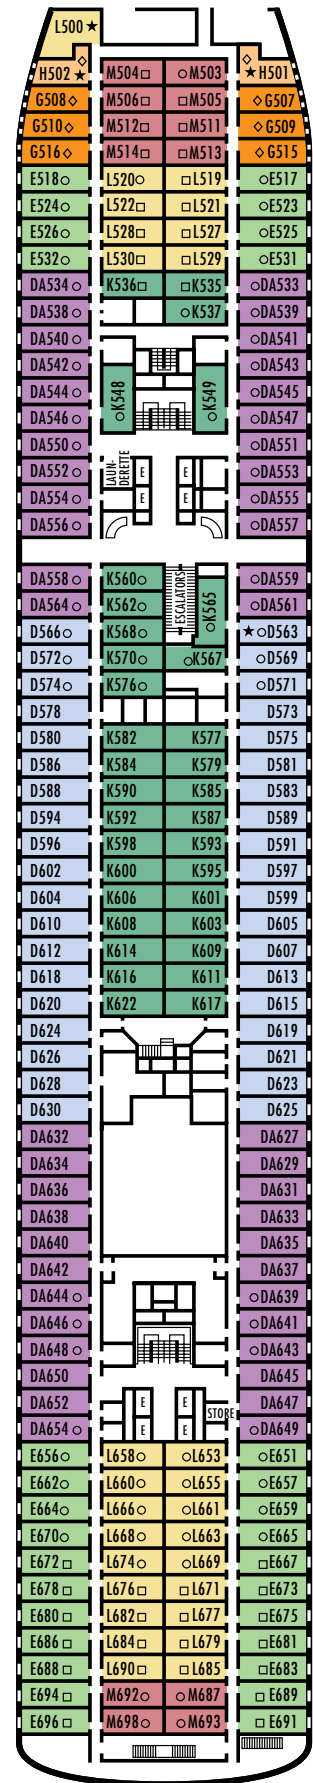 L500 ★
H502 ★ ◇ M504 □ ○ M503 ◇ ★ H501
G508 ◇ M506 □ □ M505 ◇ G507
G510 ◇ M512 □ □ M511 ◇ G509
G516 ◇ M514 □ □ M513 ◇ G515
E518 ○ L520 ○ □ L519 ○ E517
E524 ○ L522 □ □ L521 ○ E523
E526 ○ L528 □ □ L527 ○ E525
E532 ○ L530 □ □ L529 ○ E531
DA534 ○ K536 □ □ K535 ○ DA533
DA538 ○ ○ K537 ○ DA539
DA540 ○ ○ DA541
DA542 ○ ○ DA543
DA544 ○ ○ K548 ○ K549 ○ DA545
DA546 ○ ○ DA547
DA550 ○ ○ DA551
DA552 ○ LAUN-
DERETTE E E ○ DA553
DA554 ○ E E ○ DA555
DA556 ○ ○ DA557
DA558 ○ K560 ○ ESCALATORS ○ K565 ○ DA559
DA564 ○ K562 ○ ○ DA561
D566 ○ K568 ○ ★ ○ D563
D572 ○ K570 ○ ○ K567 ○ D569
D574 ○ K576 ○ ○ D571
D578 D573
D580 K582 K577 D575
D586 K584 K579 D581
D588 K590 K585 D583
D594 K592 K587 D589
D596 K598 K593 D591
D602 K600 K595 D597
D604 K606 K601 D599
D610 K608 K603 D605
D612 K614 K609 D607
D618 K616 K611 D613
D620 K622 K617 D615
D624 D619
D626 D621
D628 D623
D630 D625
DA632 DA627
DA634 DA629
DA636 DA631
DA638 DA633
DA640 DA635
DA642 DA637
DA644 ○ ○ DA639
DA646 ○ ○ DA641
DA648 ○ ○ DA643
DA650 DA645
DA652 E E STORE DA647
DA654 ○ E E ○ DA649
E656 ○ L658 ○ ○ L653 ○ E651
E662 ○ L660 ○ ○ L655 ○ E657
E664 ○ L666 ○ ○ L661 ○ E659
E670 ○ L668 ○ ○ L663 ○ E665
E672 □ L674 ○ ○ L669 □ E667
E678 □ L676 □ □ L671 □ E673
E680 □ L682 □ □ L677 □ E675
E686 □ L684 □ □ L679 □ E681
E688 □ L690 □ □ L685 □ E683
E694 □ M692 ○ ○ M687 □ E689
E696 □ M698 ○ ○ M693 □ E691